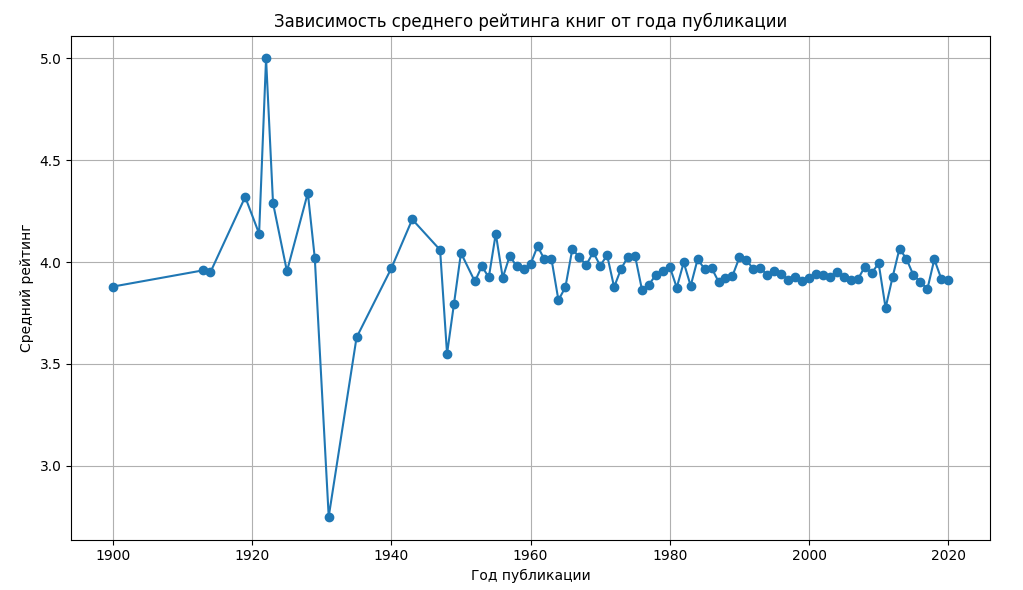 Зависимость среднего рейтинга книг от года публикации
5.0
4.5
4.0
3.5
3.0
Средний рейтинг
1900 1920 1940 1960 1980 2000 2020
Год публикации